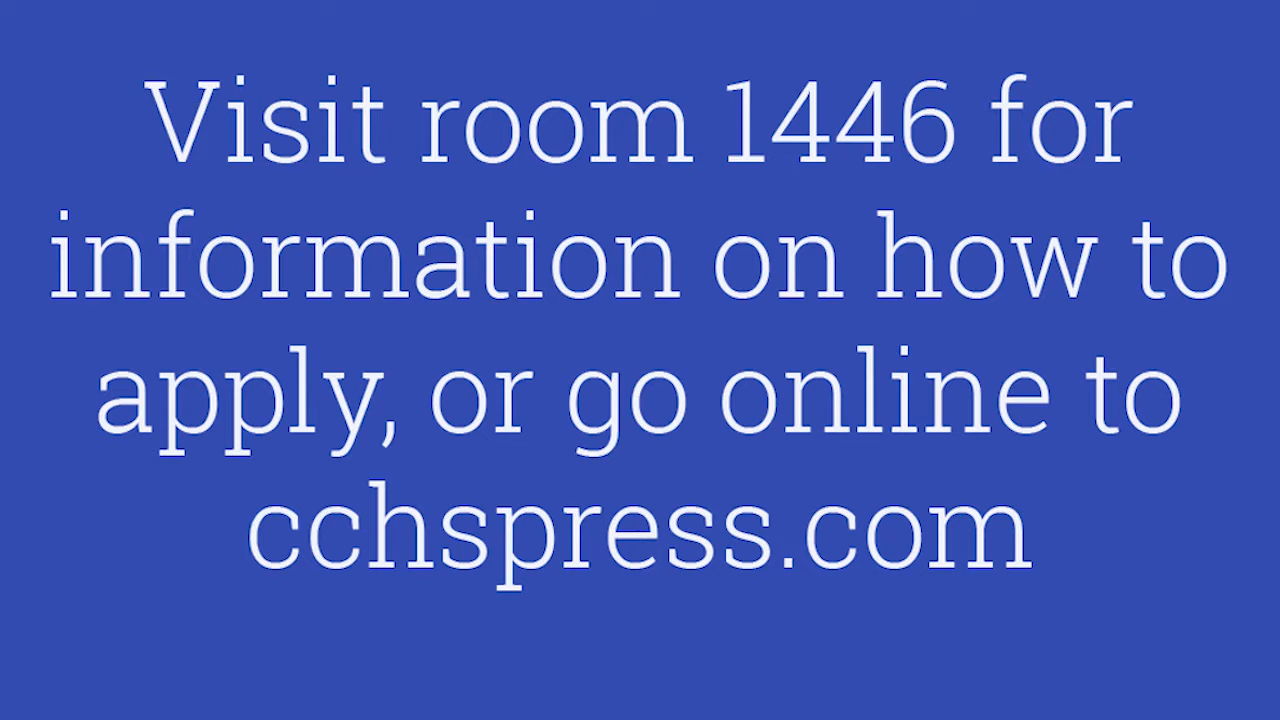 Visit room 1446 for
information on how to
apply, or go online to
cchspress.com